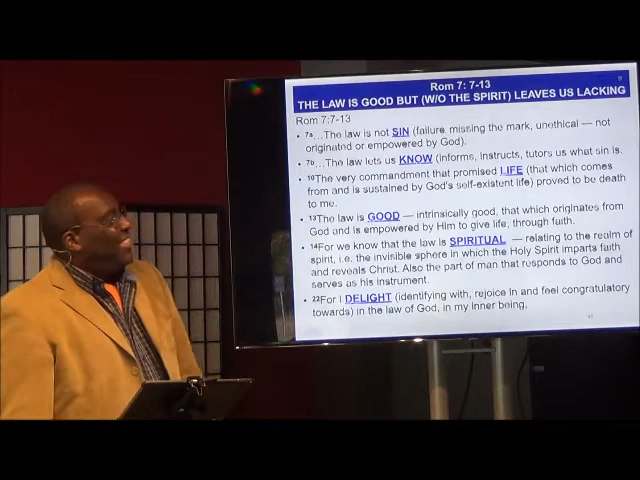 Rom 7: 7-13
9
THE LAW IS GOOD BUT (W/O THE SPIRIT) LEAVES US LACKING
Rom 7:7-13
• 7a…The law is not SIN (failure, missing the mark, unethical — not
originated or empowered by God).
• 7b…The law lets us KNOW (informs, instructs, tutors us what sin is.
• 10The very commandment that promised LIFE (that which comes
from and is sustained by God's self-existent life) proved to be death
to me.
• 13The law is GOOD — intrinsically good, that which originates from
God and is empowered by Him to give life, through faith.
• 14For we know that the law is SPIRITUAL — relating to the realm of
spirit, i.e. the invisible sphere in which the Holy Spirit imparts faith
and reveals Christ. Also the part of man that responds to God and
serves as his instrument.
• 22For I DELIGHT (identifying with, rejoice in and feel congratulatory
towards) in the law of God, in my inner being,